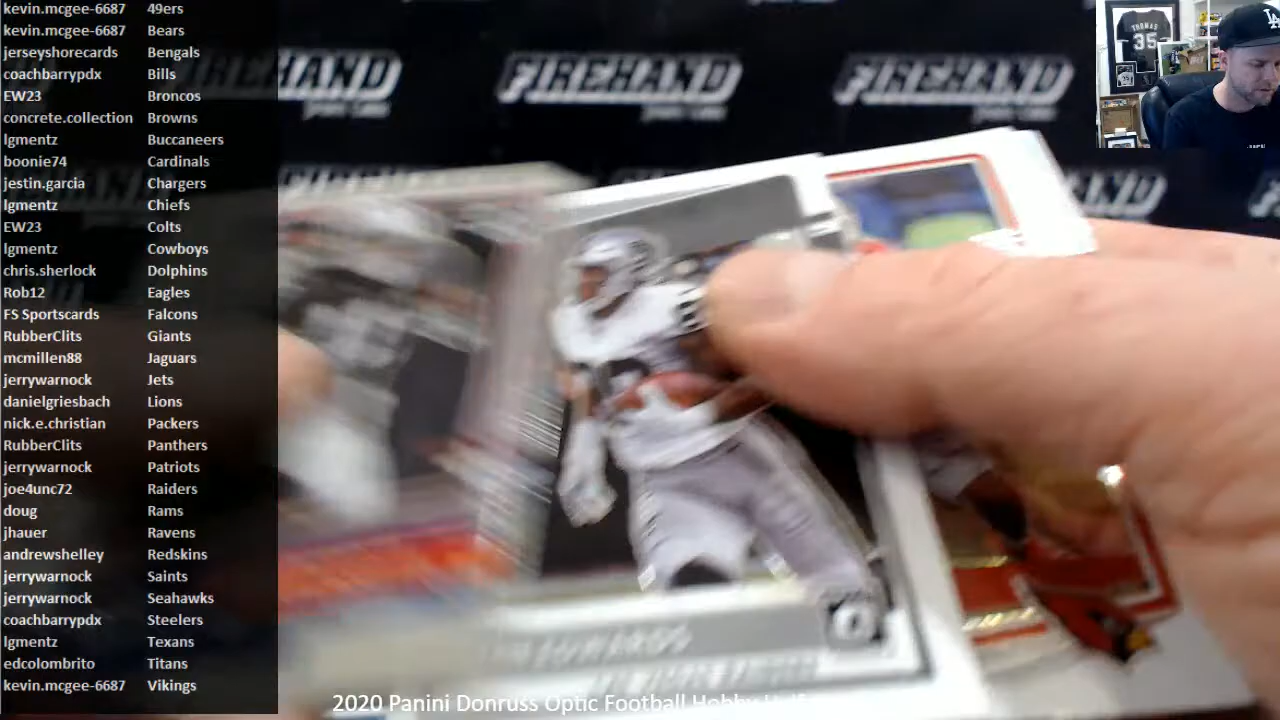 kevin.mcgee-6687 49ers
kevin.mcgee-6687 Bears
jerseyshorecards Bengals
coachbarrypdx Bills
EW23 Broncos
concrete.collection Browns
lgmentz Buccaneers
boonie74 Cardinals
jestin.garcia Chargers
lgmentz Chiefs
EW23 Colts
lgmentz Cowboys
chris.sherlock Dolphins
Rob12 Eagles
FS Sportscards Falcons
RubberClits Giants
mcmillen88 Jaguars
jerrywarnock Jets
danielgriesbach Lions
nick.e.christian Packers
RubberClits Panthers
jerrywarnock Patriots
joe4unc72 Raiders
doug Rams
jhauer Ravens
andrewshelley Redskins
jerrywarnock Saints
jerrywarnock Seahawks
coachbarrypdx Steelers
lgmentz Texans
edcolombrito Titans
kevin.mcgee-6687 Vikings
FIREHAND
FIREHAND
THOMAS
35
LA
EDWARDS
2020 Panini Donruss Optic Football Hobby